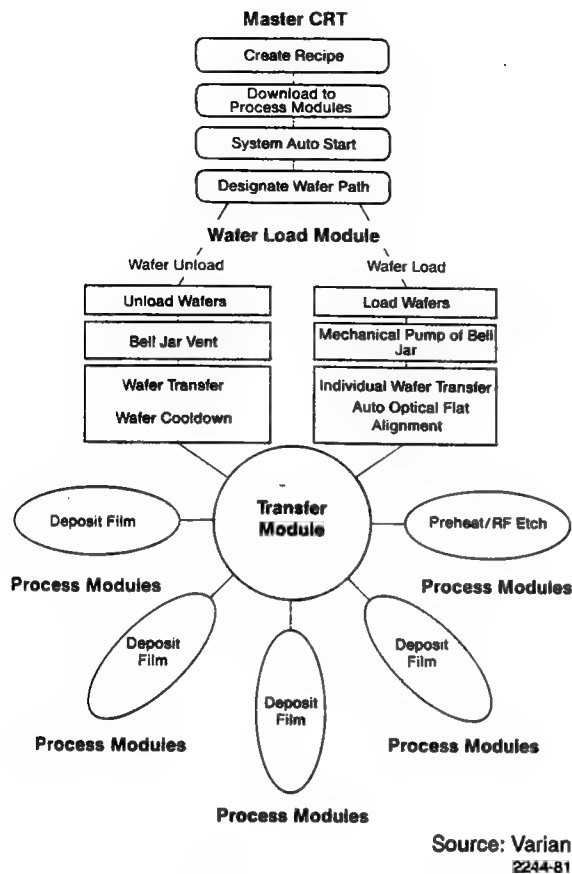 Master CRT
Create Recipe
Download to
Process Modules
System Auto Start
Designate Wafer Path
Wafer Load Module
Wafer Unload
Wafer Load
Unload Wafers
Load Wafers
Bell Jar Vent
Mechanical Pump of Bell
Jar
Wafer Transfer
Wafer Cooldown
Individual Wafer Transfer
Auto Optical Flat
Alignment
Transfer
Module
Deposit Film
Preheat/RF Etch
Process Modules
Process Modules
Deposit
Film
Deposit
Film
Deposit
Film
Process Modules
Process Modules
Process Modules
Source: Varian
2244-81